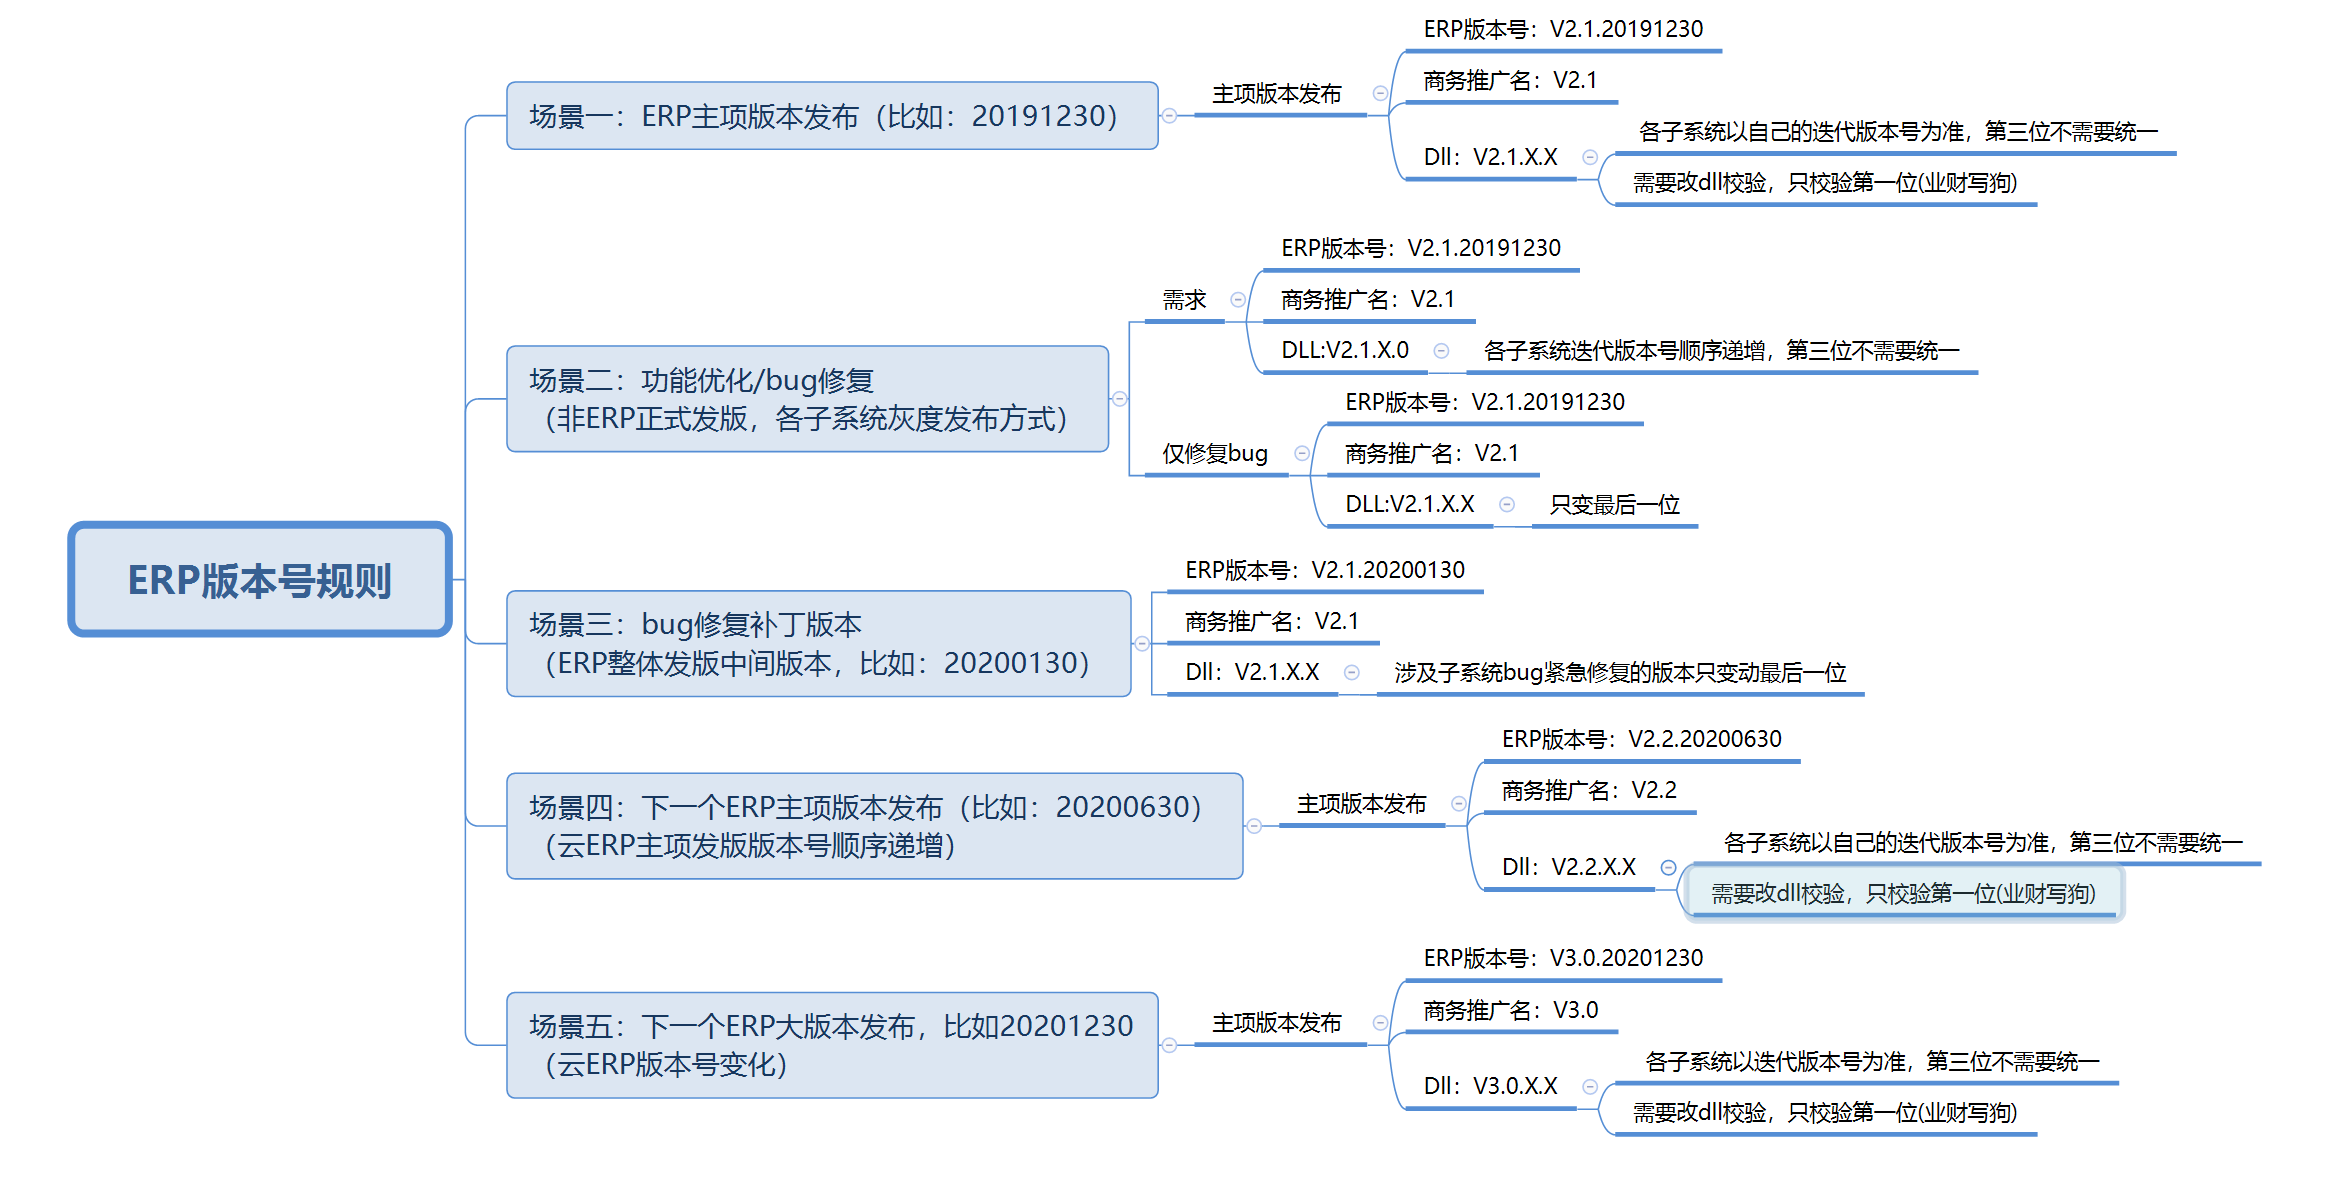 ERP版本号规则
场景一：ERP主项版本发布（比如：20191230）
主项版本发布
ERP版本号：V2.1.20191230
商务推广名：V2.1
Dll：V2.1.X.X
各子系统以自己的迭代版本号为准，第三位不需要统一
需要改dll校验，只校验第一位(业财写狗)
场景二：功能优化/bug修复
（非ERP正式发版，各子系统灰度发布方式）
需求
ERP版本号：V2.1.20191230
商务推广名：V2.1
DLL:V2.1.X.0
各子系统迭代版本号顺序递增，第三位不需要统一
仅修复bug
ERP版本号：V2.1.20191230
商务推广名：V2.1
DLL:V2.1.X.X
只变最后一位
场景三：bug修复补丁版本
（ERP整体发版中间版本，比如：20200130）
ERP版本号：V2.1.20200130
商务推广名：V2.1
Dll：V2.1.X.X
涉及子系统bug紧急修复的版本只变动最后一位
场景四：下一个ERP主项版本发布（比如：20200630）
（云ERP主项发版版本号顺序递增）
主项版本发布
ERP版本号：V2.2.20200630
商务推广名：V2.2
Dll：V2.2.X.X
各子系统以自己的迭代版本号为准，第三位不需要统一
需要改dll校验，只校验第一位(业财写狗)
场景五：下一个ERP大版本发布，比如20201230
（云ERP版本号变化）
主项版本发布
ERP版本号：V3.0.20201230
商务推广名：V3.0
Dll：V3.0.X.X
各子系统以迭代版本号为准，第三位不需要统一
需要改dll校验，只校验第一位(业财写狗)